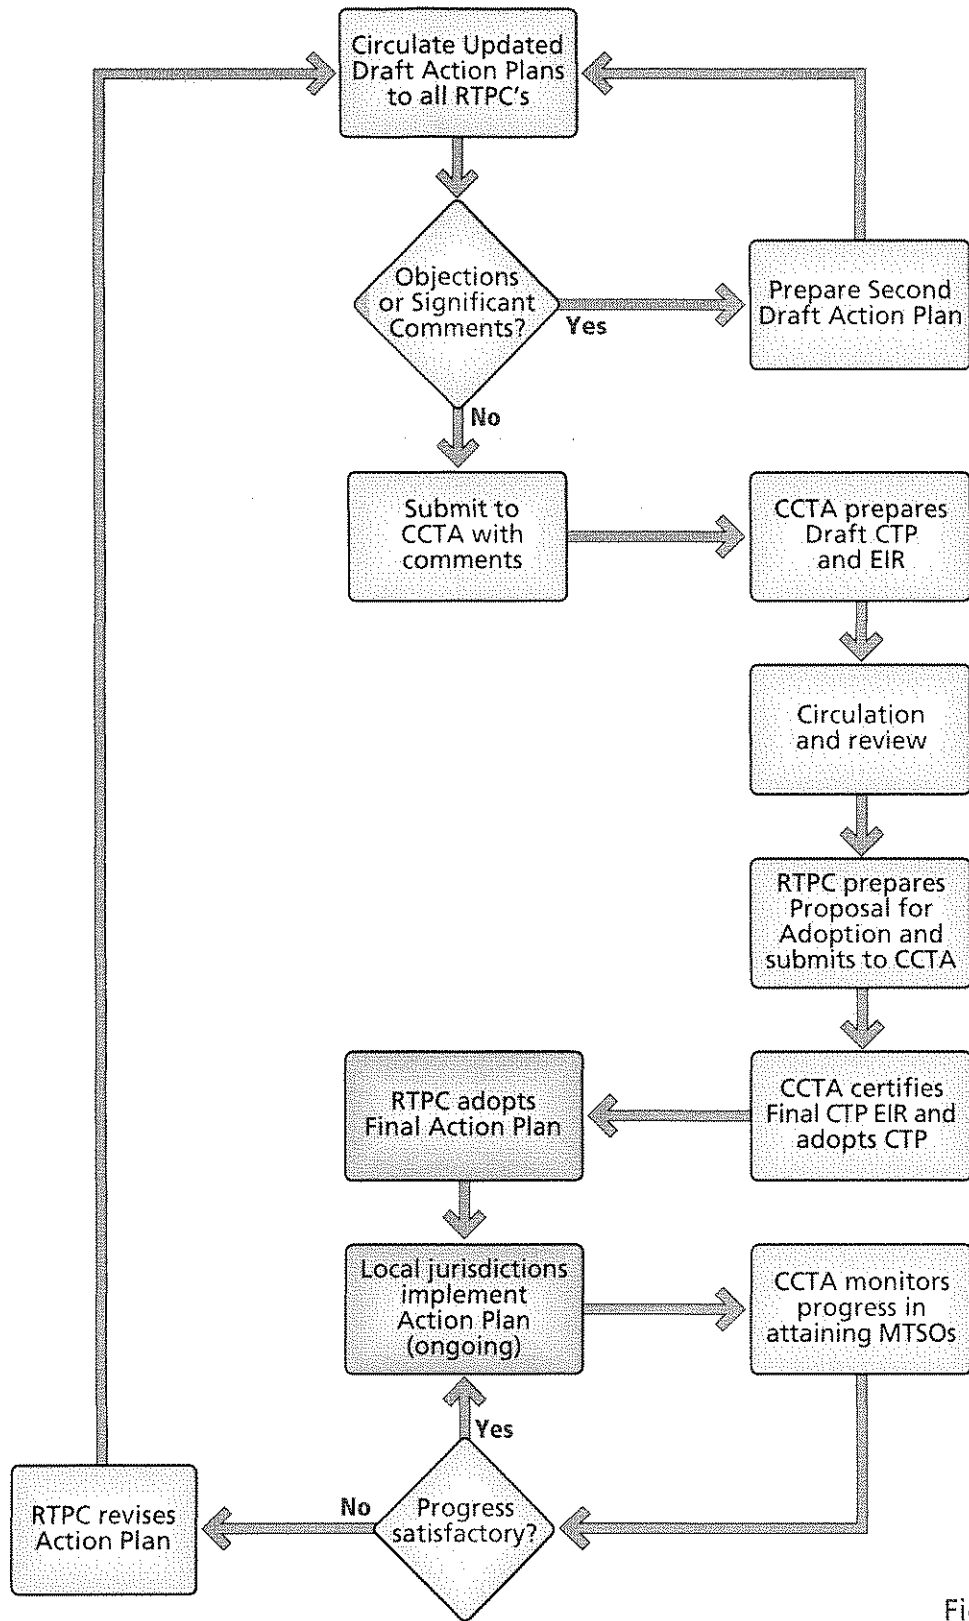 Circulate Updated
Draft Action Plans
to all RTPC's
Objections
or Significant
Comments?
Yes
Prepare Second
Draft Action Plan
No
Submit to
CCTA with
comments
CCTA prepares
Draft CTP
and EIR
Circulation
and review
RTPC prepares
Proposal for
Adoption and
submits to CCTA
RTPC adopts
Final Action Plan
CCTA certifies
Final CTP EIR and
adopts CTP
Local jurisdictions
implement
Action Plan
(ongoing)
CCTA monitors
progress in
attaining MTSOs
Yes
RTPC revises
Action Plan
No
Progress
satisfactory?